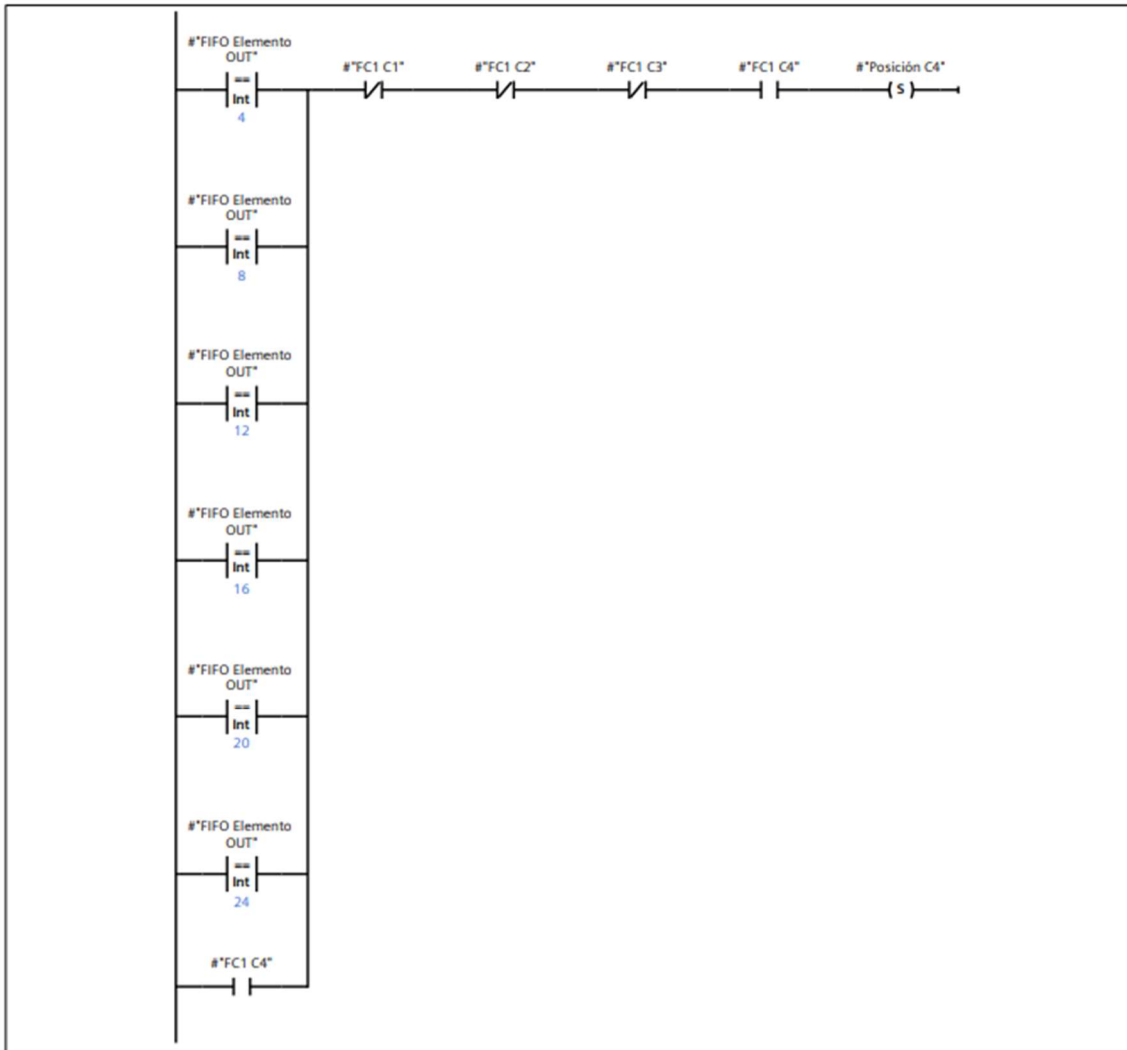 #"FIFO Elemento
OUT"
#"FC1 C1"
#"FC1 C2"
#"FC1 C3"
#"FC1 C4"
#"Posición C4"
==
Int
4
S
#"FIFO Elemento
OUT"
==
Int
8
#"FIFO Elemento
OUT"
==
Int
12
#"FIFO Elemento
OUT"
==
Int
16
#"FIFO Elemento
OUT"
==
Int
20
#"FIFO Elemento
OUT"
==
Int
24
#"FC1 C4"